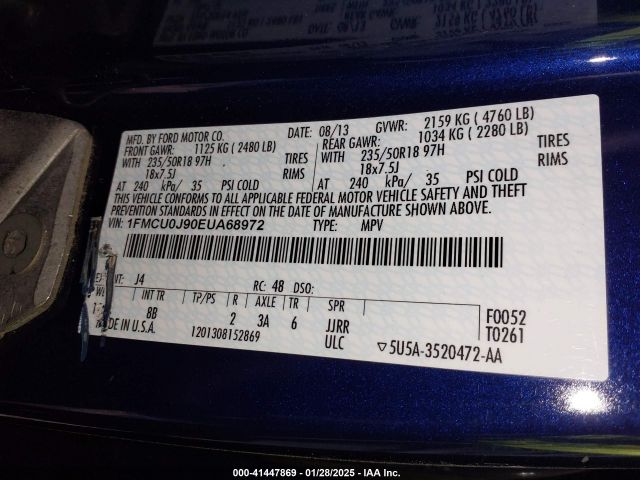 MFD. BY FORD MOTOR CO.
DATE: 08/13
GVWR: 2159 KG ( 4760 LB)
FRONT GAWR: 1125 KG ( 2480 LB)
REAR GAWR: 1034 KG ( 2280 LB)
WITH 235/50R18 97H TIRES
WITH 235/50R18 97H TIRES
18x7.5J RIMS
18x7.5J RIMS
AT 240 kPa/ 35 PSI COLD
AT 240 kPa/ 35 PSI COLD
THIS VEHICLE CONFORMS TO ALL APPLICABLE FEDERAL MOTOR VEHICLE SAFETY AND THEFT
PREVENTION STANDARDS IN EFFECT ON THE DATE OF MANUFACTURE SHOWN ABOVE.
VIN: 1FMCU0J90EUA68972
TYPE: MPV
NT: J4 RC: 48 DSO:
INT TR TP/PS R AXLE TR SPR
8B 2 3A 6 JJRR
F0052
T0261
DE IN U.S.A. 1201308152869 ULC
5U5A-3520472-AA
000-41447869 - 01/28/2025 - IAA Inc.